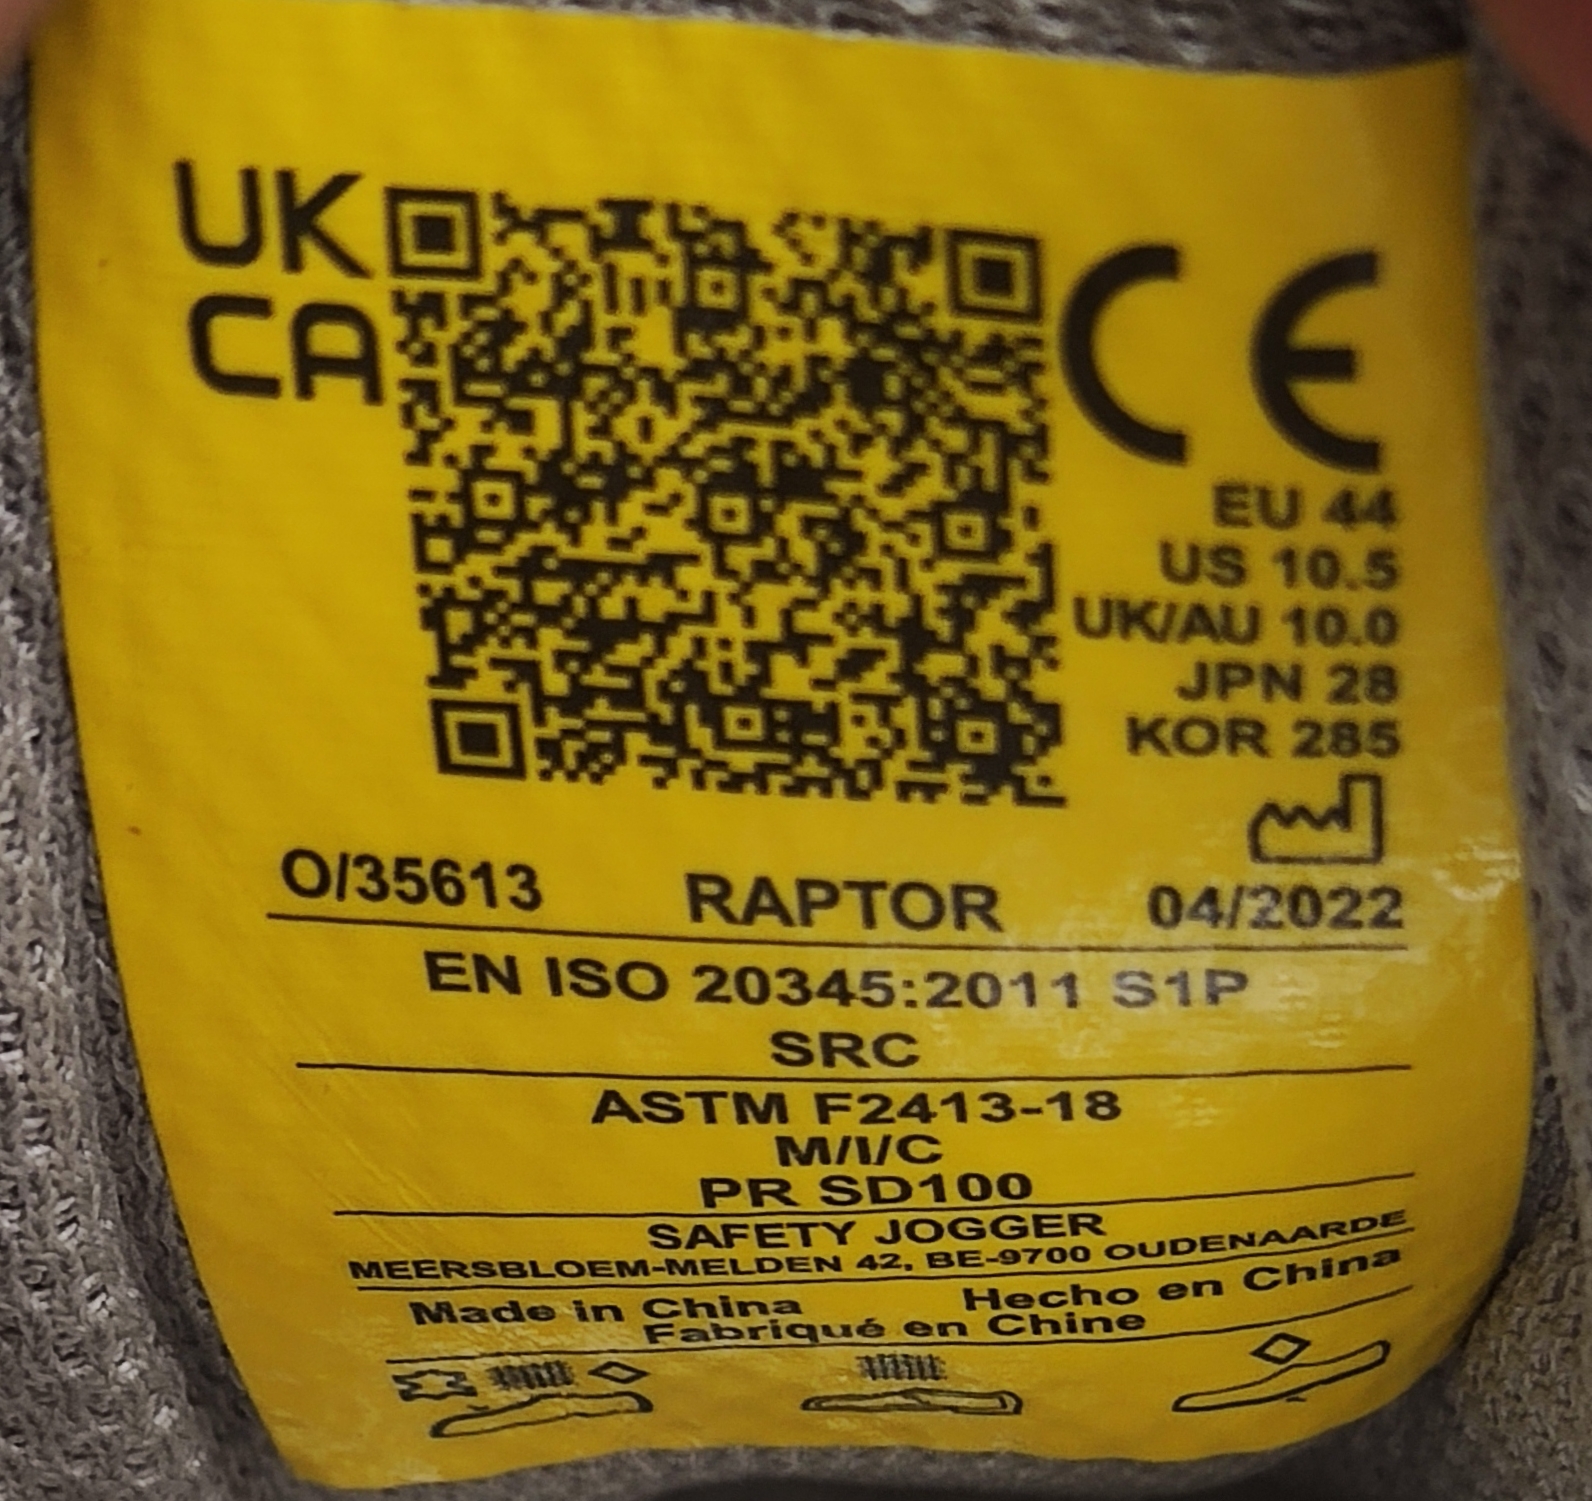 UK
CA
CE
EU 44
US 10.5
UK/AU 10.0
JPN 28
KOR 285
O/35613 RAPTOR 04/2022
EN ISO 20345:2011 S1P
SRC
ASTM F2413-18
M/I/C
PR SD100
SAFETY JOGGER
MEERSBLOEM-MELDEN 42, BE-9700 OUDENAARDE
Made in China Hecho en China
Fabriqué en Chine